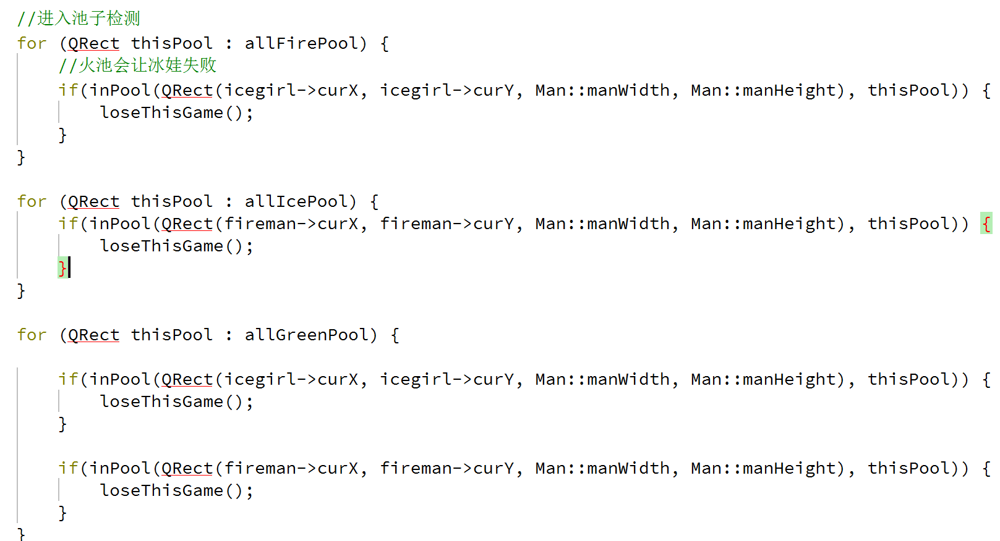 //进入池子检测
for (QRect thisPool : allFirePool) {
//火池会让冰娃失败
if(inPool(QRect(icegirl->curX, icegirl->curY, Man::manWidth, Man::manHeight), thisPool)) {
loseThisGame();
}
}
for (QRect thisPool : allIcePool) {
if(inPool(QRect(fireman->curX, fireman->curY, Man::manWidth, Man::manHeight), thisPool)) {
loseThisGame();
}
}
for (QRect thisPool : allGreenPool) {
if(inPool(QRect(icegirl->curX, icegirl->curY, Man::manWidth, Man::manHeight), thisPool)) {
loseThisGame();
}
if(inPool(QRect(fireman->curX, fireman->curY, Man::manWidth, Man::manHeight), thisPool)) {
loseThisGame();
}
}